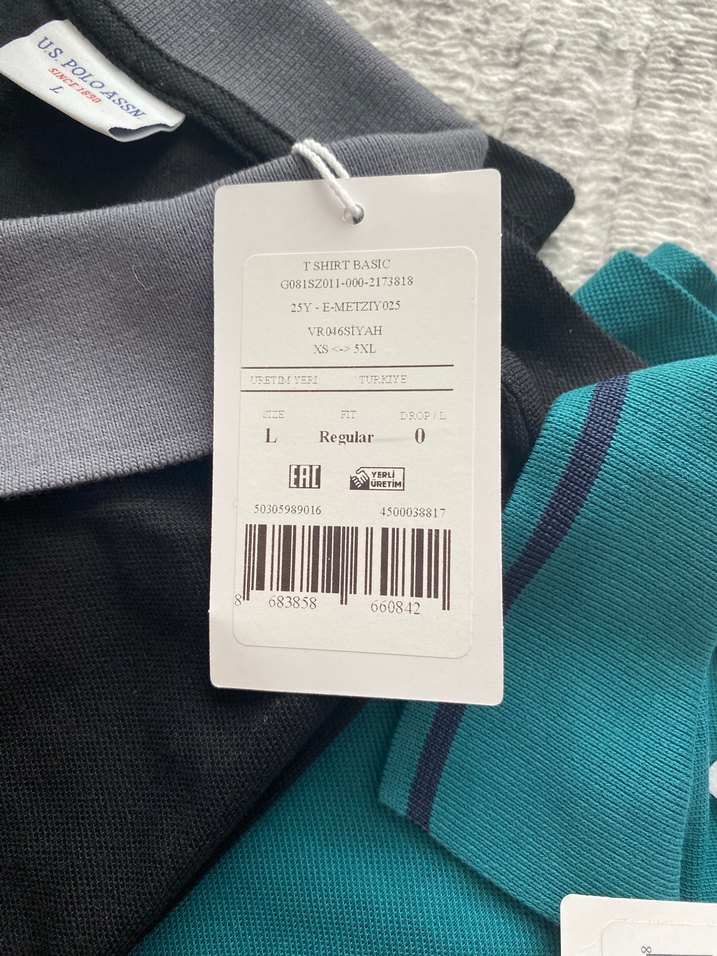 U.S. POLO ASSN.
SINCE 1890
L
T SHIRT BASIC
G081SZ011-000-2173818
25Y - E-METZIY025
VR046SİYAH
XS <-> 5XL
ÜRETİM YERİ TÜRKİYE
SIZE FIT DROP / L
L Regular 0
EAC YERLİ ÜRETİM
50305989016 4500038817
8 683858 660842
8